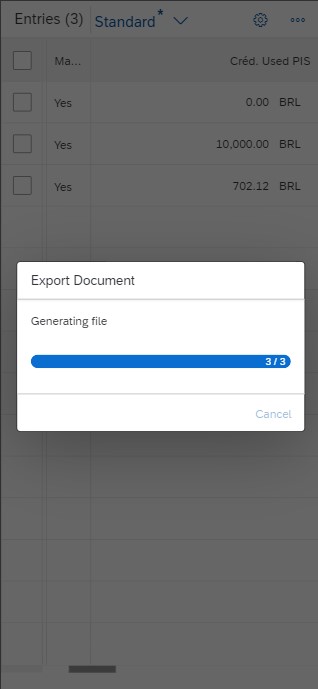 Entries (3) Standard*
Ma... Créd. Used PIS
Yes 0.00 BRL
Yes 10,000.00 BRL
Yes 702.12 BRL
Export Document
Generating file
3 / 3
Cancel